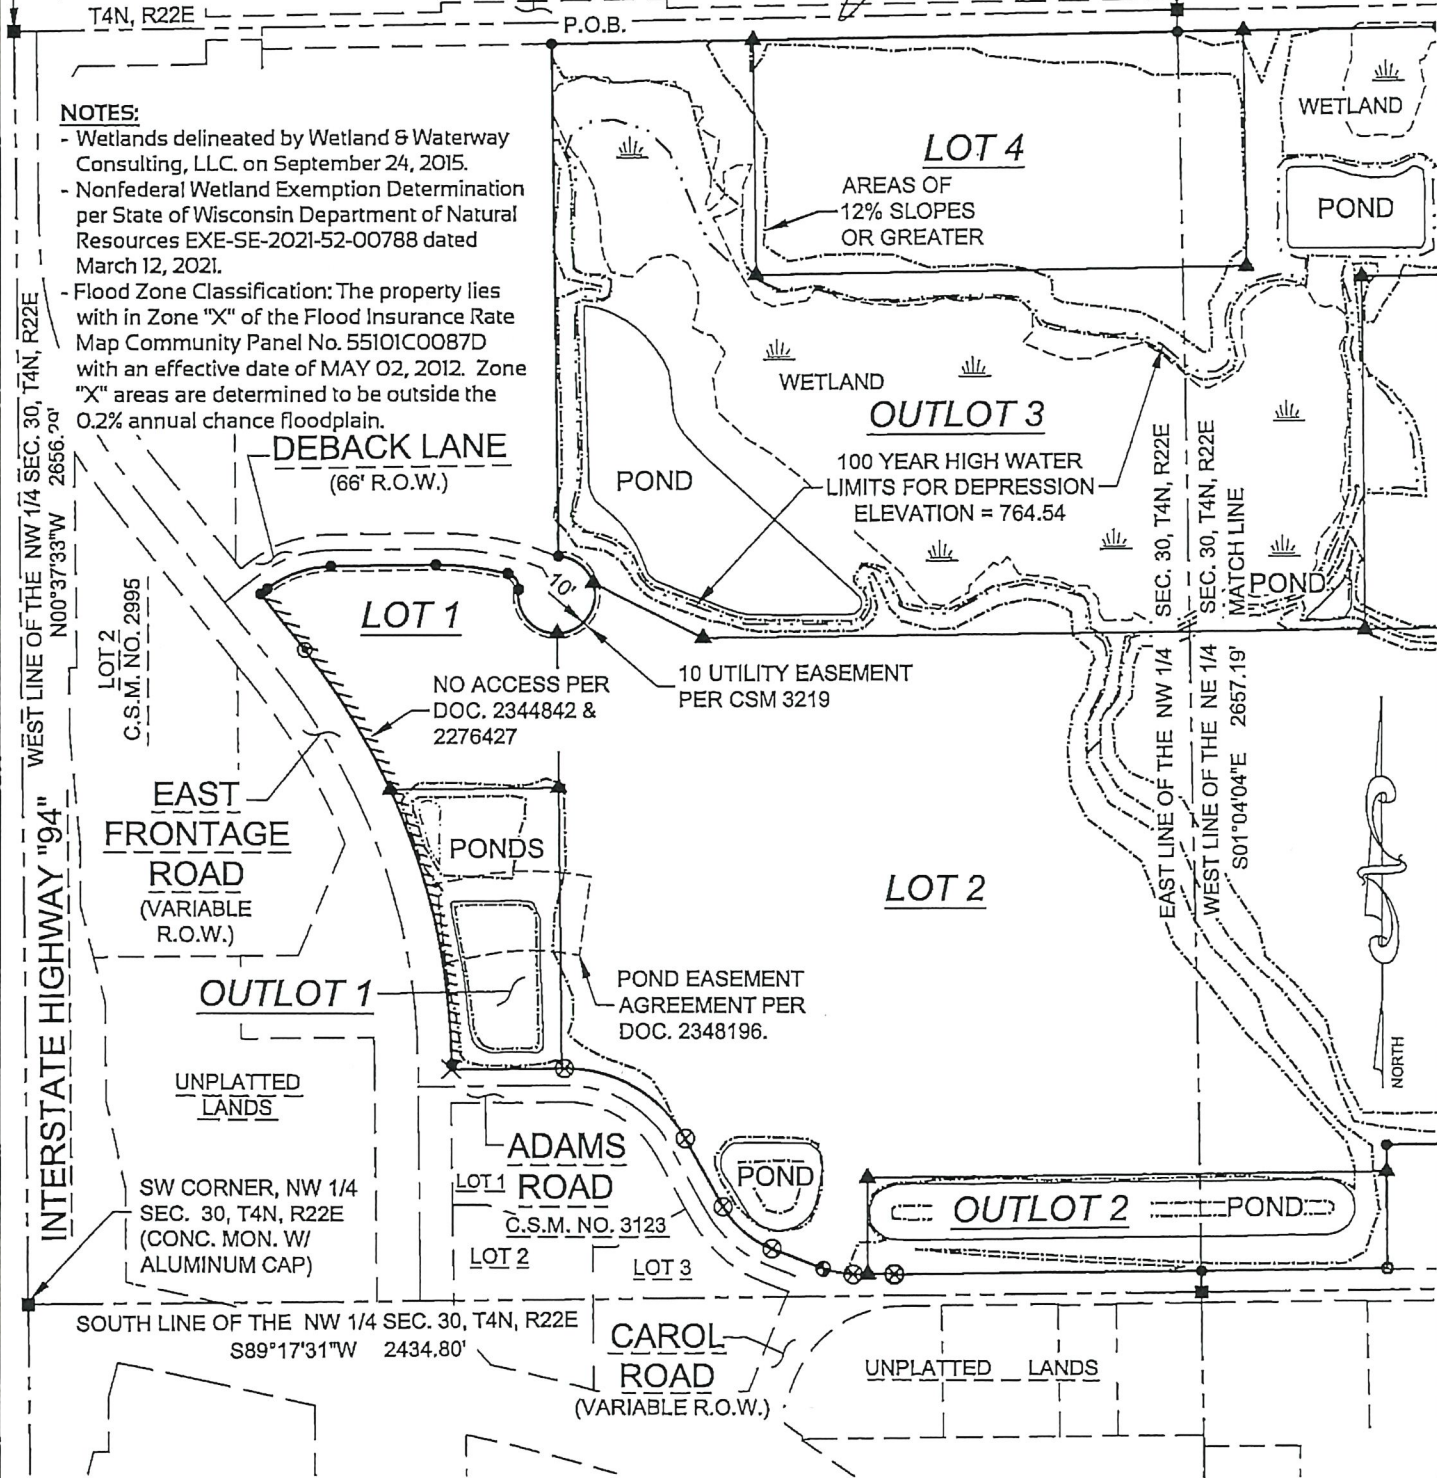 T4N, R22E
P.O.B.
NOTES:
- Wetlands delineated by Wetland & Waterway
Consulting, LLC. on September 24, 2015.
- Nonfederal Wetland Exemption Determination
per State of Wisconsin Department of Natural
Resources EXE-SE-2021-52-00788 dated
March 12, 2021.
- Flood Zone Classification: The property lies
with in Zone "X" of the Flood Insurance Rate
Map Community Panel No. 55101C0087D
with an effective date of MAY 02, 2012. Zone
"X" areas are determined to be outside the
0.2% annual chance floodplain.
LOT 4
AREAS OF
12% SLOPES
OR GREATER
WETLAND
POND
WETLAND
OUTLOT 3
100 YEAR HIGH WATER
LIMITS FOR DEPRESSION
ELEVATION = 764.54
POND
POND
DEBACK LANE
(66' R.O.W.)
WEST LINE OF THE NW 1/4 SEC. 30, T4N, R22E
N00°37'33"W 2656.29'
LOT 2
C.S.M. NO. 2995
LOT 1
10'
10 UTILITY EASEMENT
PER CSM 3219
NO ACCESS PER
DOC. 2344842 &
2276427
EAST LINE OF THE NW 1/4 SEC. 30, T4N, R22E
WEST LINE OF THE NE 1/4 SEC. 30, T4N, R22E
S01°04'04"E 2657.19'
MATCH LINE
EAST
FRONTAGE
ROAD
(VARIABLE
R.O.W.)
PONDS
LOT 2
INTERSTATE HIGHWAY "94"
OUTLOT 1
POND EASEMENT
AGREEMENT PER
DOC. 2348196.
NORTH
UNPLATTED
LANDS
ADAMS
ROAD
LOT 1
C.S.M. NO. 3123
LOT 2
LOT 3
POND
OUTLOT 2
POND
SW CORNER, NW 1/4
SEC. 30, T4N, R22E
(CONC. MON. W/
ALUMINUM CAP)
SOUTH LINE OF THE NW 1/4 SEC. 30, T4N, R22E
S89°17'31"W 2434.80'
CAROL
ROAD
(VARIABLE R.O.W.)
UNPLATTED LANDS